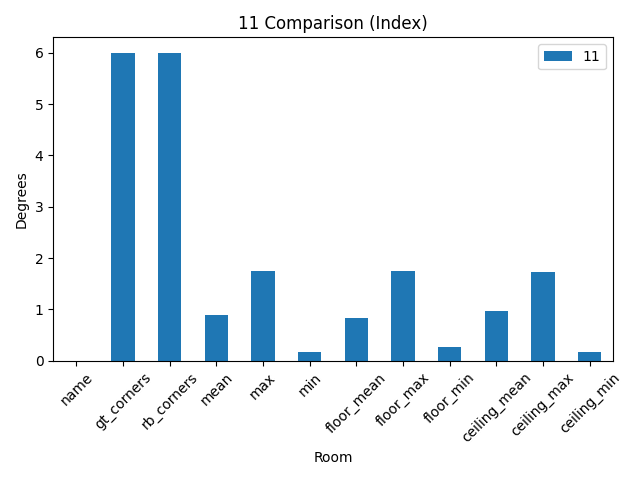 11 Comparison (Index)
11
Degrees
6
5
4
3
2
1
0
name
gt_corners
rb_corners
mean
max
min
floor_mean
floor_max
floor_min
ceiling_mean
ceiling_max
ceiling_min
Room